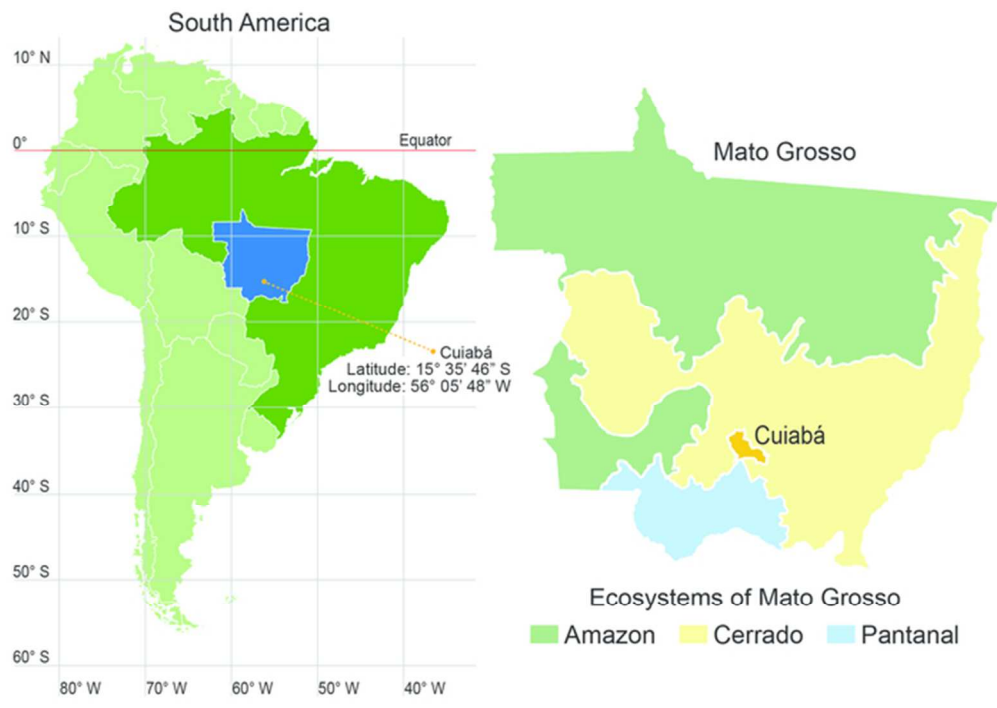 South America
10° N
0°
Equator
10° S
20° S
Cuiabá
Latitude: 15° 35' 46” S
Longitude: 56° 05' 48” W
30° S
40° S
50° S
60° S
80° W
70° W
60° W
50° W
40° W
Mato Grosso
Cuiabá
Ecosystems of Mato Grosso
Amazon
Cerrado
Pantanal